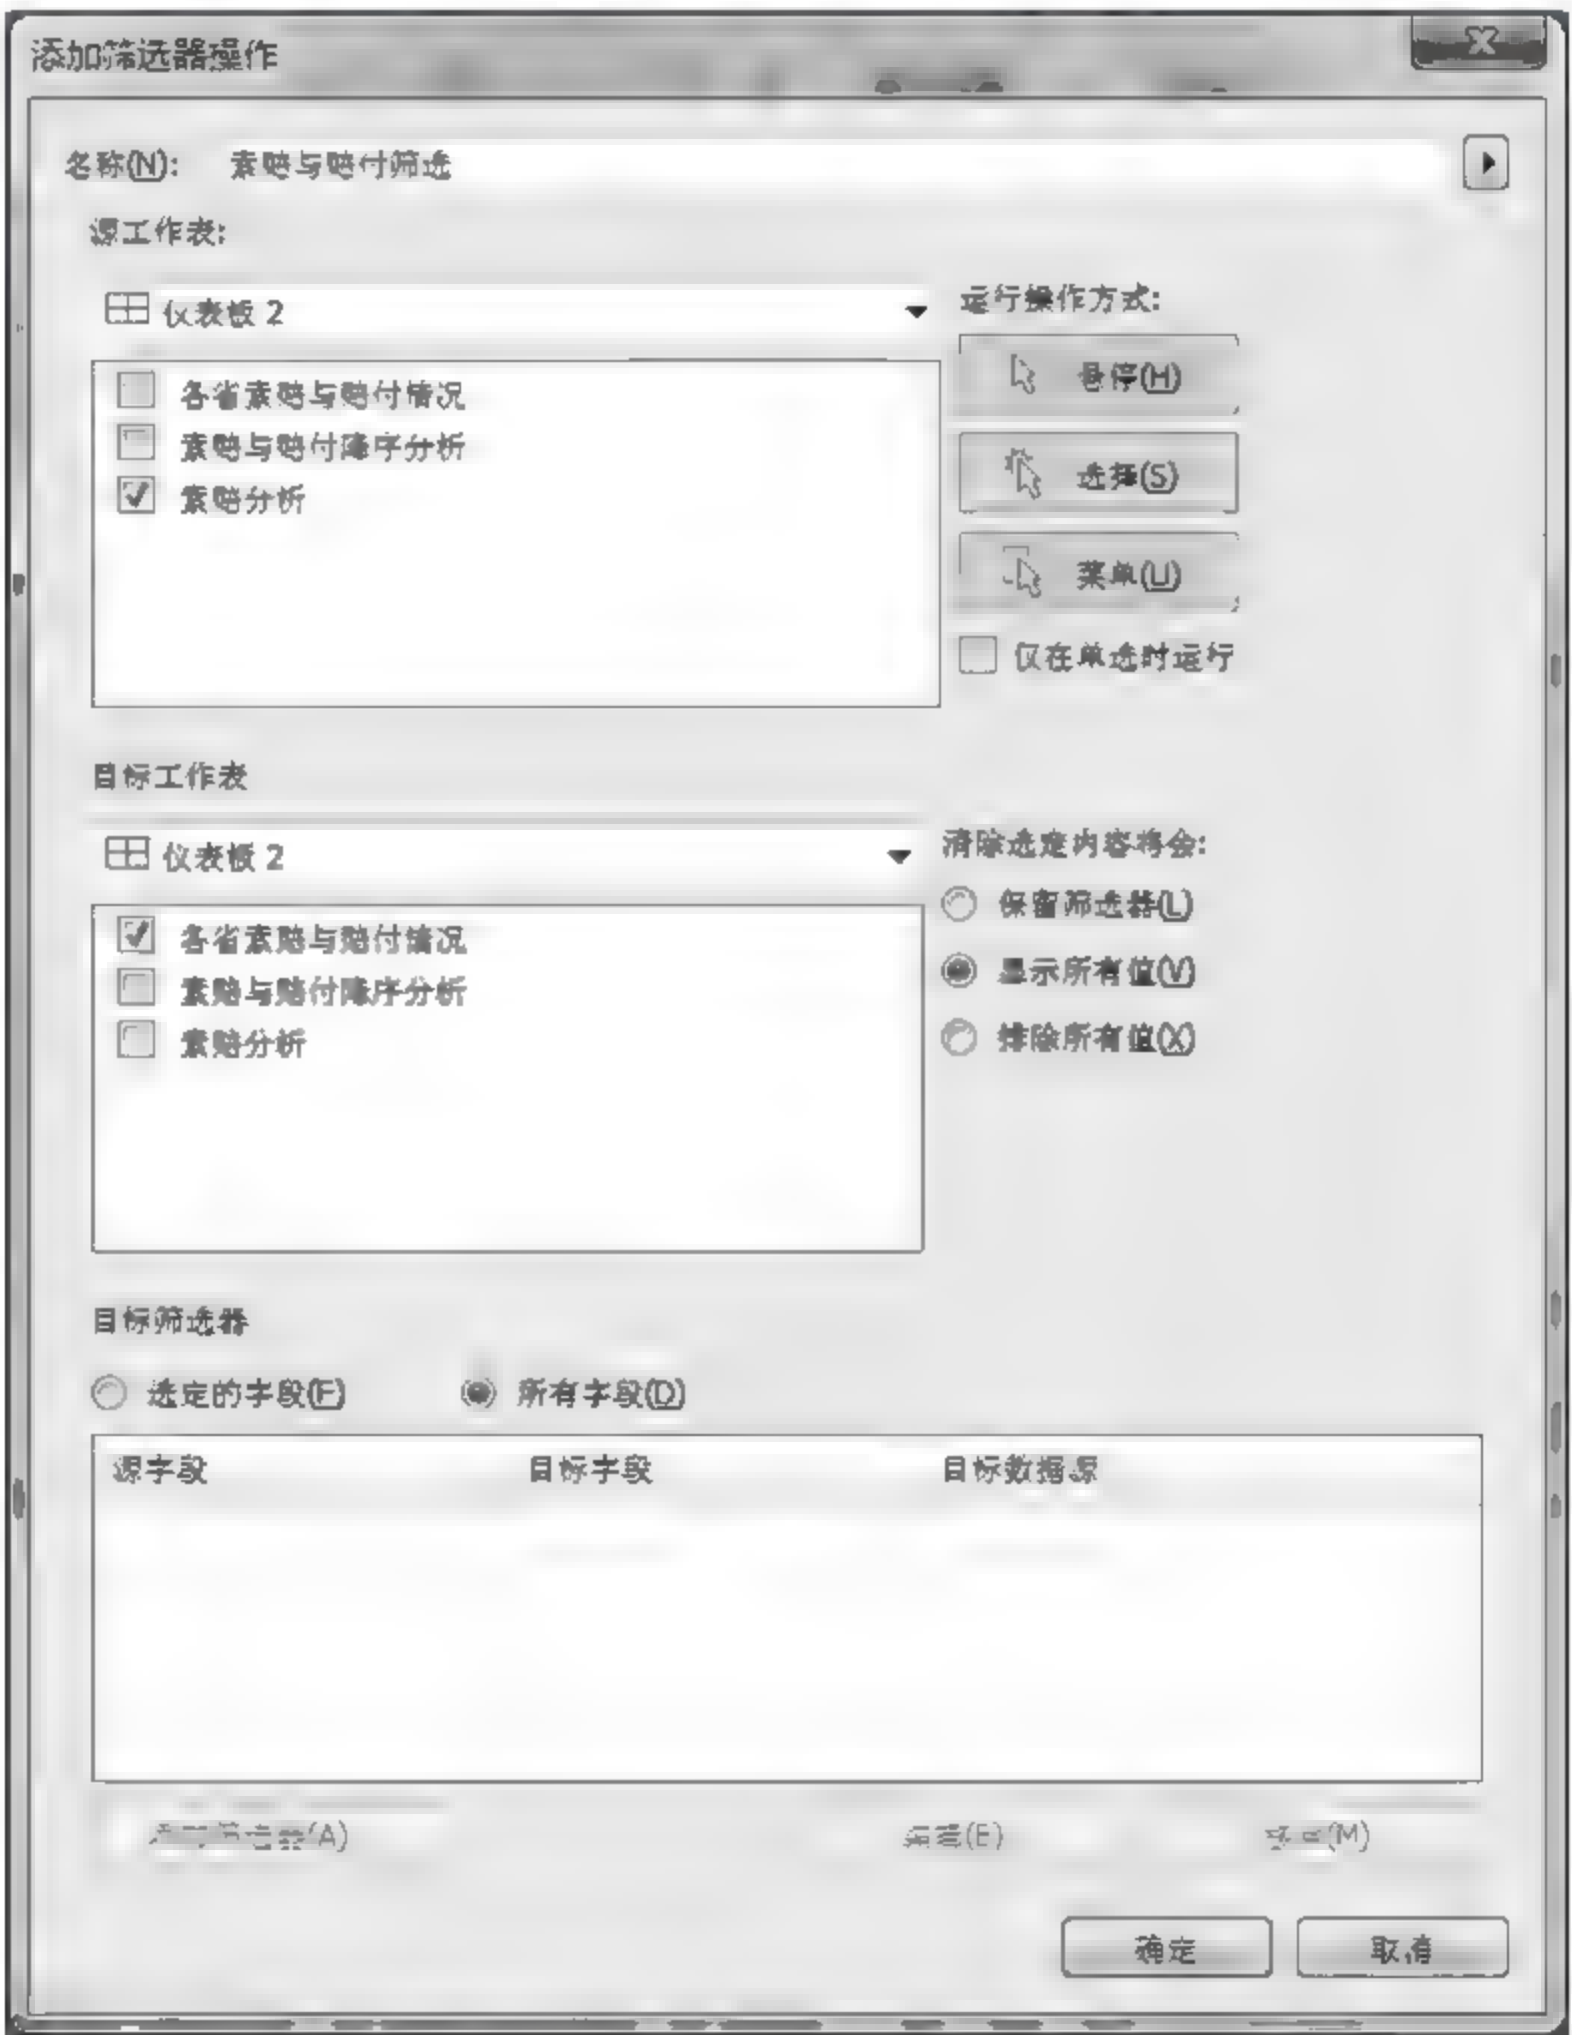 添加筛选器操作
名称(N): 索赔与赔付筛选
源工作表:
仪表板 2
各省索赔与赔付情况
索赔与赔付降序分析
索赔分析
运行操作方式:
悬停(H)
选择(S)
菜单(U)
仅在单选时运行
目标工作表
仪表板 2
各省索赔与赔付情况
索赔与赔付降序分析
索赔分析
清除选定内容将会:
保留筛选器(L)
显示所有值(V)
排除所有值(X)
目标筛选器
选定的字段(F) 所有字段(D)
源字段 目标字段 目标数据源
添加筛选器(A) 编辑(E) (M)
确定 取消